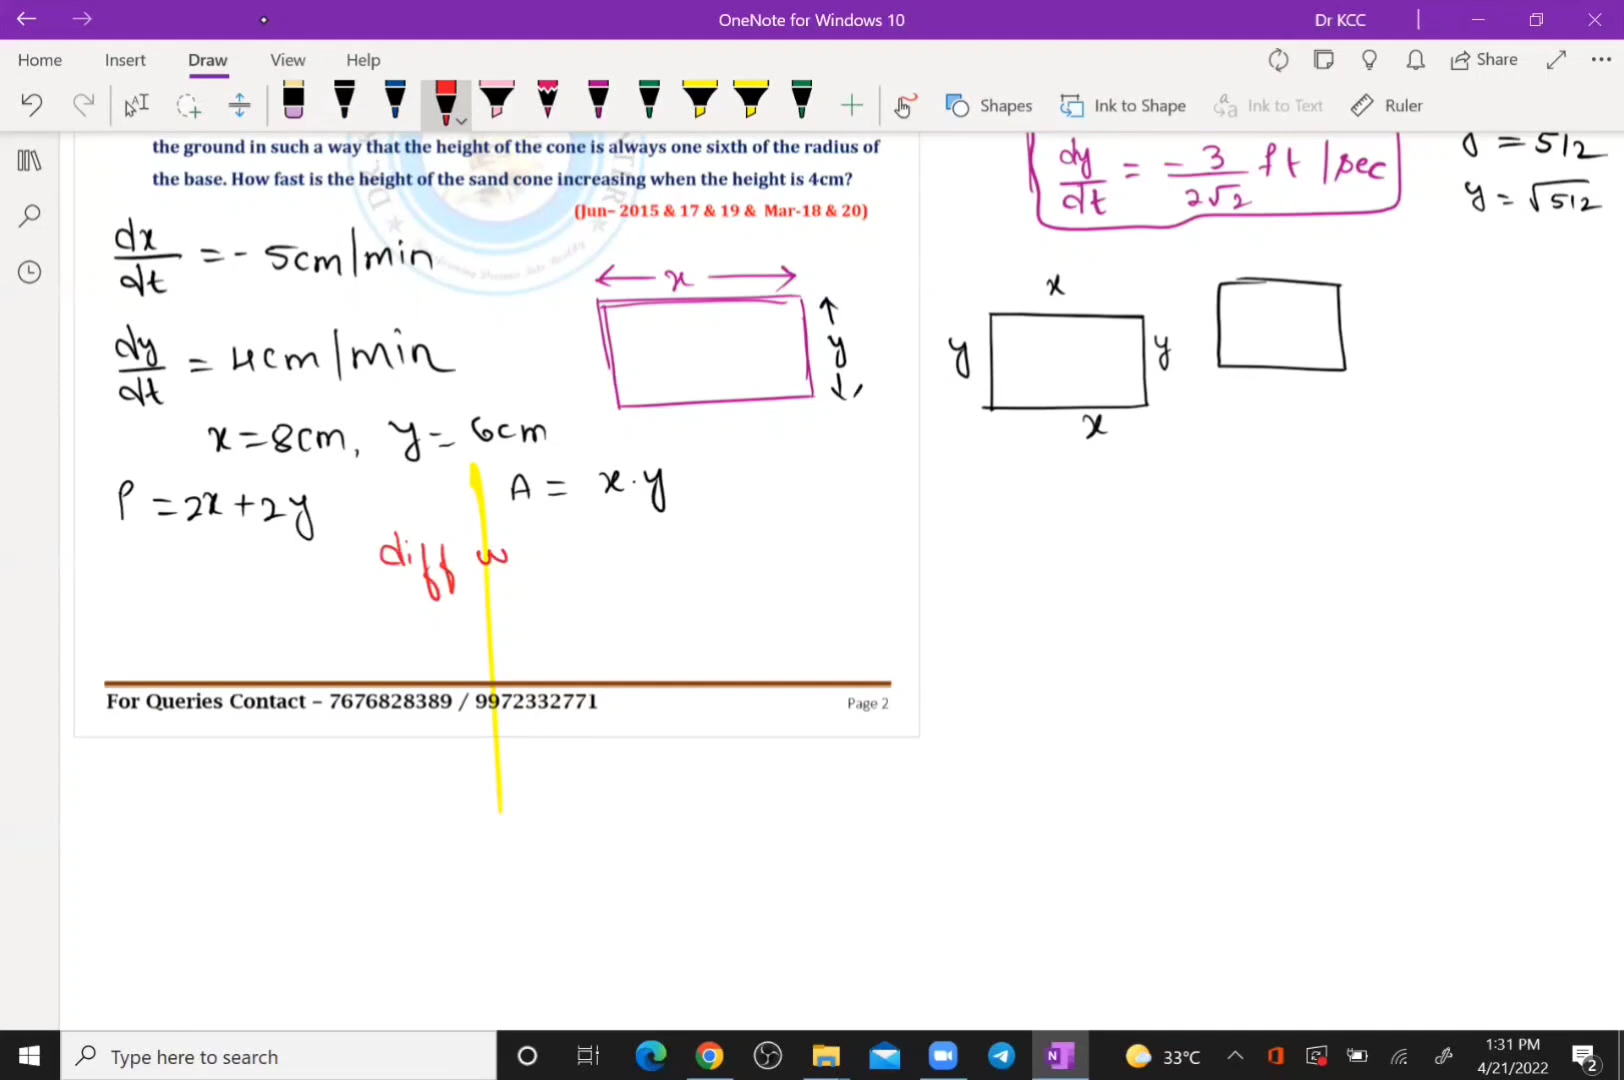 OneNote for Windows 10
Dr KCC
Home Insert Draw View Help
Share
Shapes Ink to Shape Ink to Text Ruler
the ground in such a way that the height of the cone is always one sixth of the radius of
the base. How fast is the height of the sand cone increasing when the height is 4cm?
(Jun- 2015 & 17 & 19 & Mar-18 & 20)
dx/dt = - 5cm/min
dy/dt = 4cm/min
x = 8cm, y = 6cm
P = 2x + 2y
A = x.y
diff w
x
y
dy/dt = - 3/2√2 ft/sec
= 512
y = √512
x
y y
x
For Queries Contact – 7676828389 / 9972332771
Page 2
Type here to search
33°C
1:31 PM
4/21/2022
2